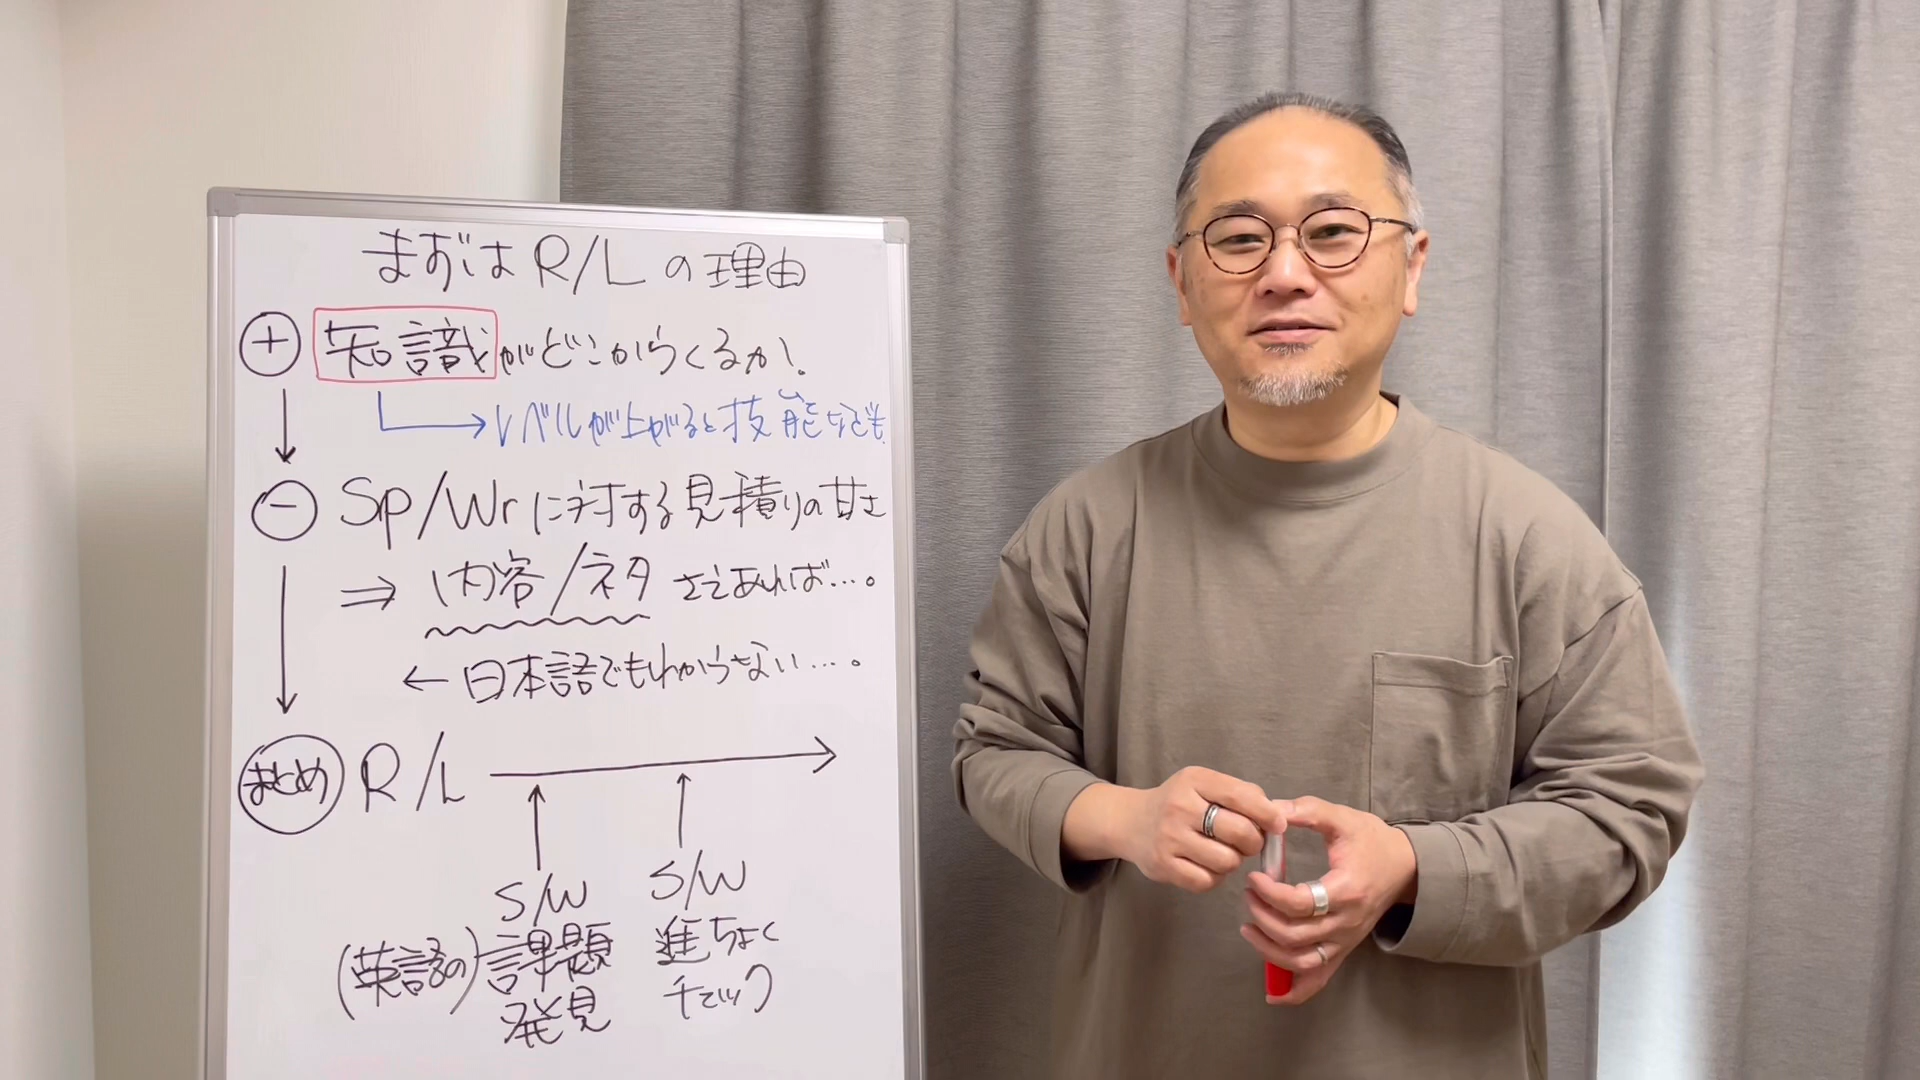 まずは R/Lの理由
⊕ 知識がどこからくるか!
レベルが上がると技能らども
⊖ Sp/Wrに対する見積りの甘さ
⇒ 内容/ネタ さえあれば…。
← 日本語でもわからない…。
まとめ R/L
S/W S/W
(英語の)課題 進ちょく
発見 チェック